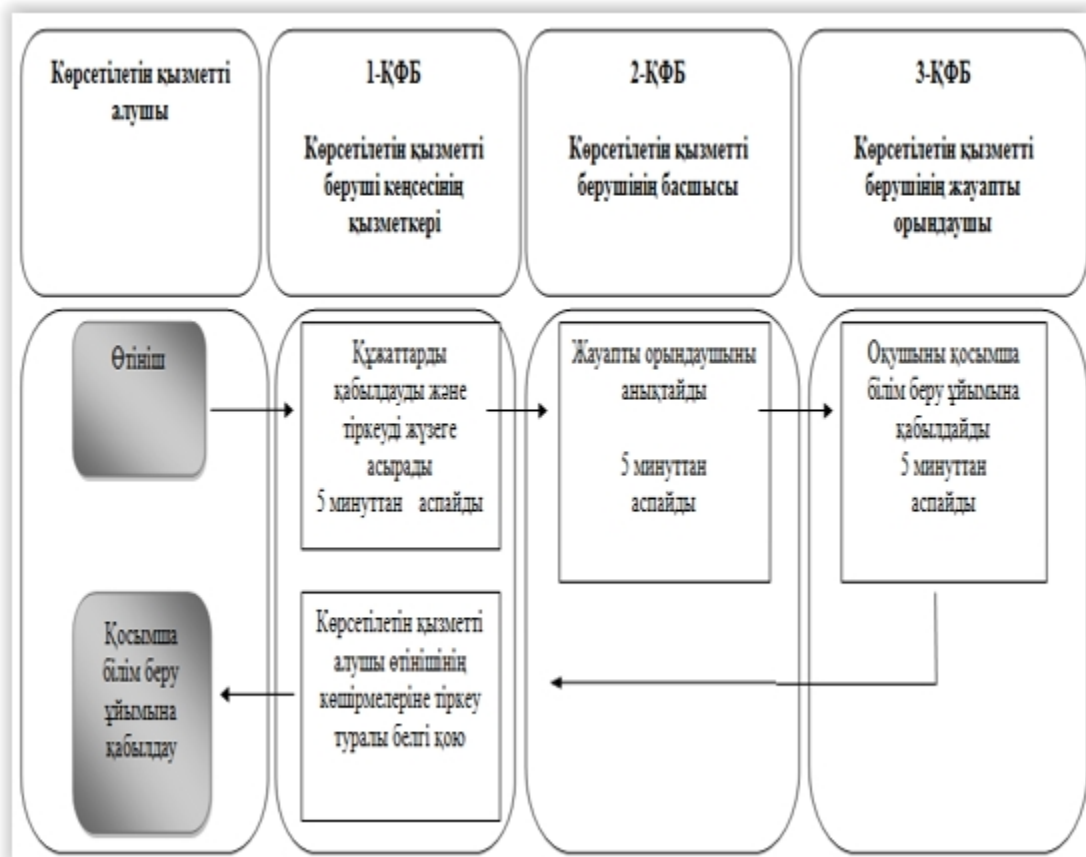 Көрсетілетін қызметті
алушы
1-ҚФБ
Көрсетілетін қызметті
беруші кеңсесінің
қызметкері
2-ҚФБ
Көрсетілетін қызметті
берушінің басшысы
3-ҚФБ
Көрсетілетін қызметті
берушінің жауапты
орындаушы
Өтініш
Құжаттарды
қабылдауды және
тіркеуді жүзеге
асырады
5 минуттан аспайды
Жауапты орындаушыны
анықтайды
5 минуттан
аспайды
Оқушыны қосымша
білім беру ұйымына
қабылдайды
5 минуттан
аспайды
Қосымша
білім беру
ұйымына
қабылдау
Көрсетілетін қызметті
алушы өтінішінің
көшірмелеріне тіркеу
туралы белгі қою